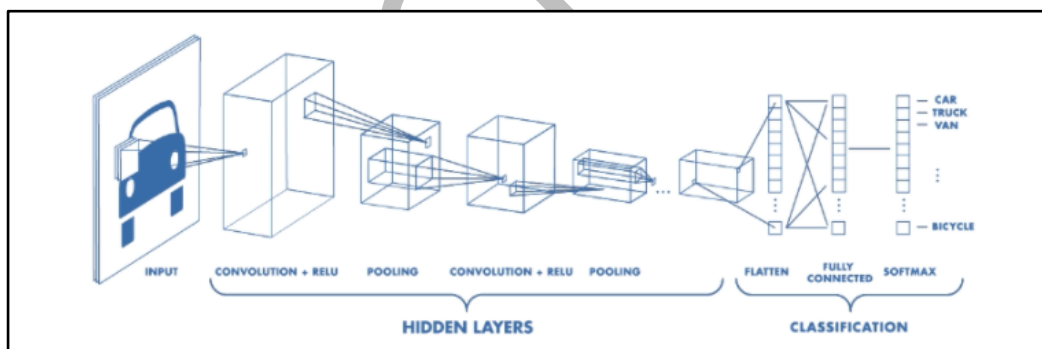 CAR
TRUCK
VAN
BICYCLE
INPUT
CONVOLUTION + RELU
POOLING
CONVOLUTION + RELU
POOLING
FLATTEN
FULLY
CONNECTED
SOFTMAX
HIDDEN LAYERS
CLASSIFICATION